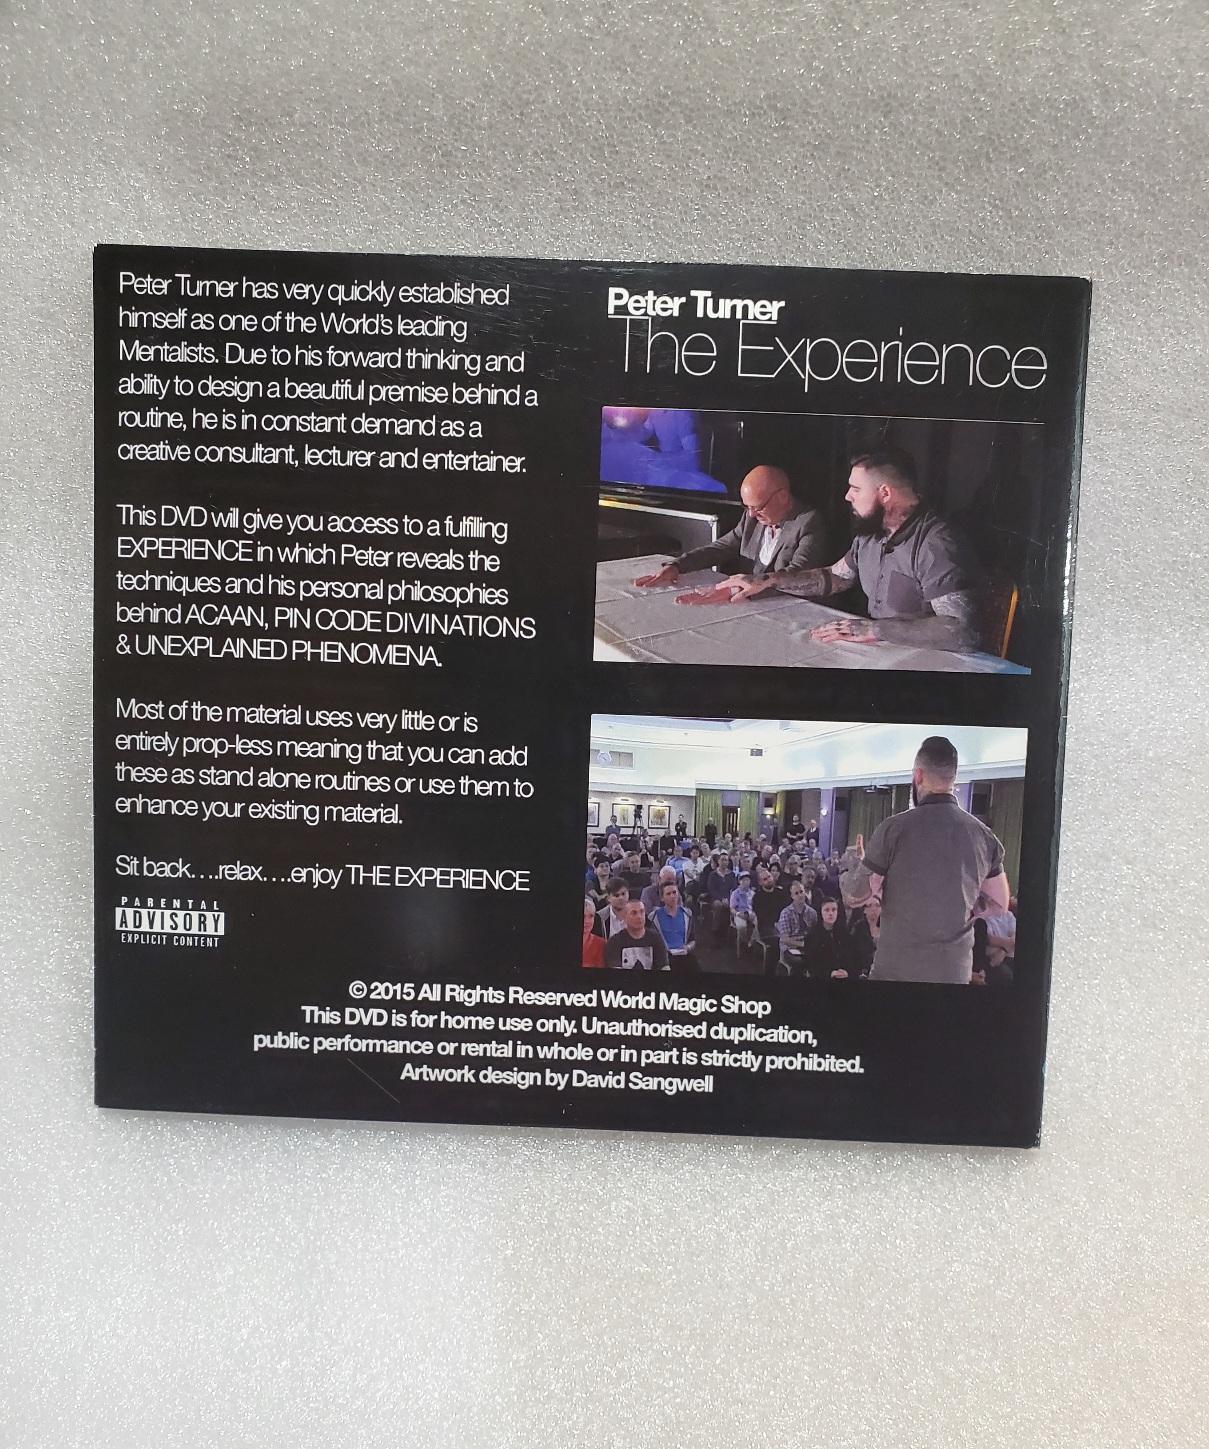 Peter Turner has very quickly established
himself as one of the World's leading
Mentalists. Due to his forward thinking and
ability to design a beautiful premise behind a
routine, he is in constant demand as a
creative consultant, lecturer and entertainer.
This DVD will give you access to a fulfilling
EXPERIENCE in which Peter reveals the
techniques and his personal philosophies
behind ACAAN, PIN CODE DIVINATIONS
& UNEXPLAINED PHENOMENA.
Most of the material uses very little or is
entirely prop-less meaning that you can add
these as stand alone routines or use them to
enhance your existing material.
Sit back....relax....enjoy THE EXPERIENCE
PARENTAL
ADVISORY
EXPLICIT CONTENT
Peter Turner
The Experience
© 2015 All Rights Reserved World Magic Shop
This DVD is for home use only. Unauthorised duplication,
public performance or rental in whole or in part is strictly prohibited.
Artwork design by David Sangwell